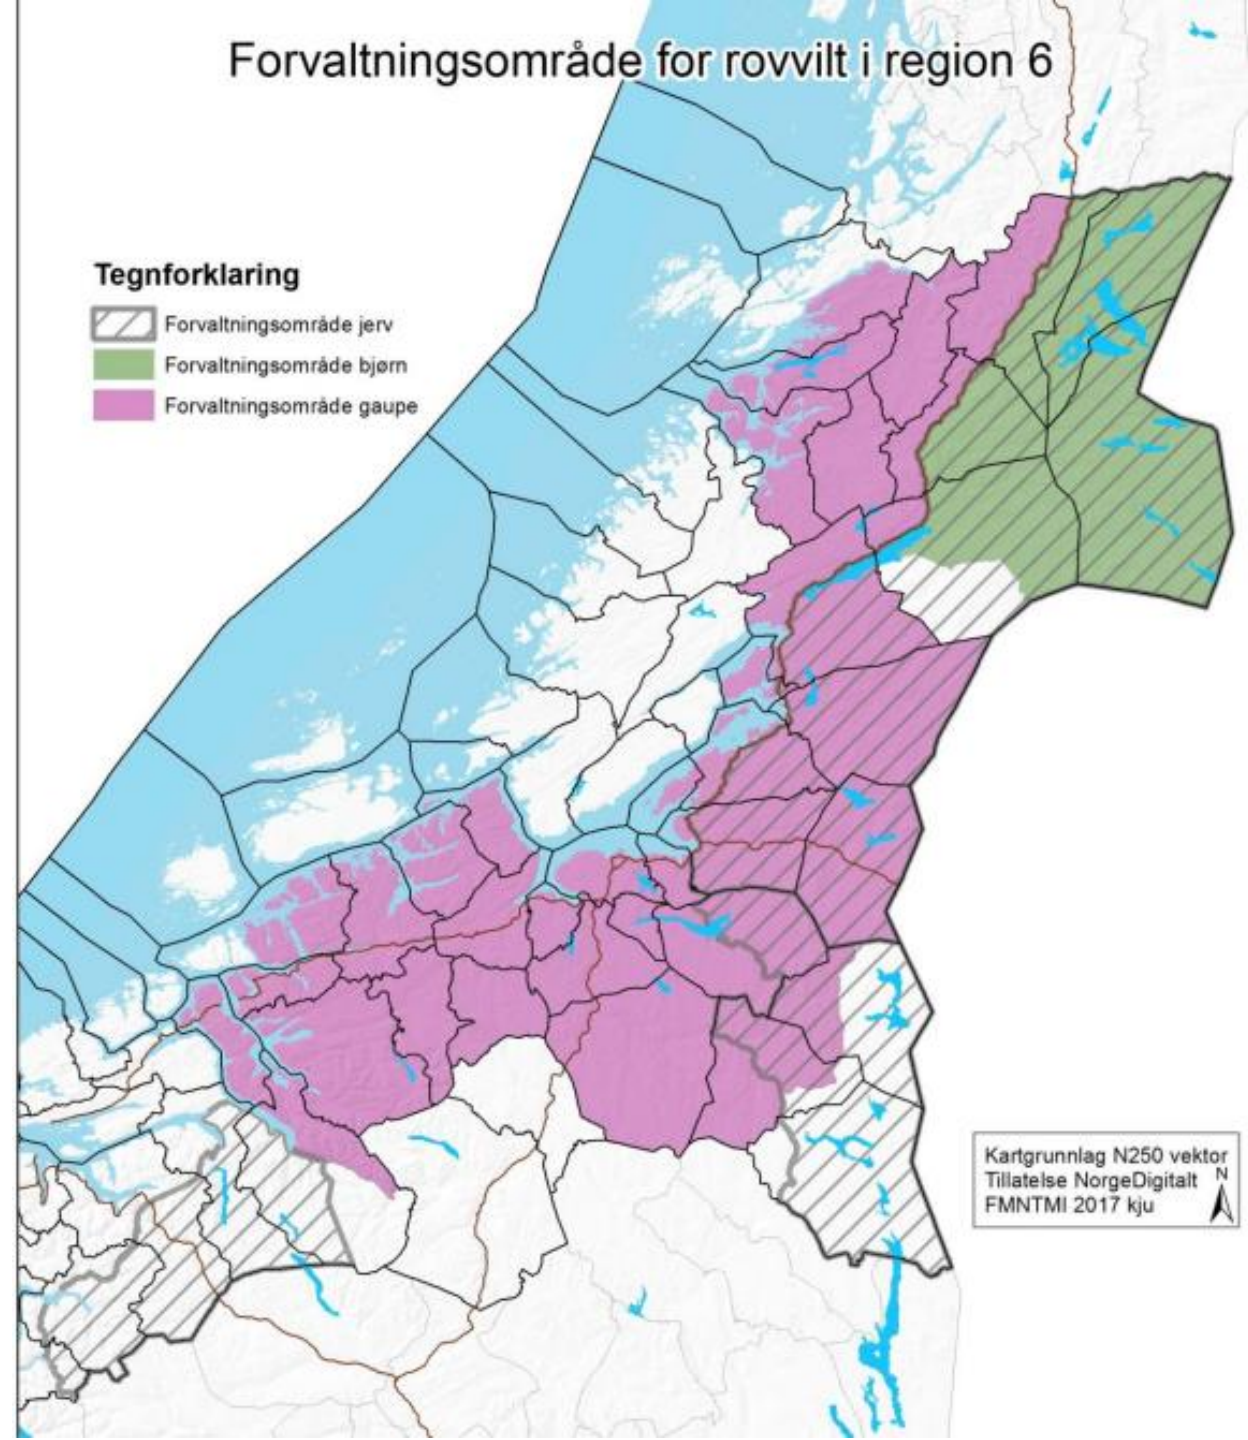 Forvaltningsområde for rovvilt i region 6
Tegnforklaring
Forvaltningsområde jerv
Forvaltningsområde bjørn
Forvaltningsområde gaupe
Kartgrunnlag N250 vektor
Tillatelse NorgeDigitalt
FMNTMI 2017 kju
N